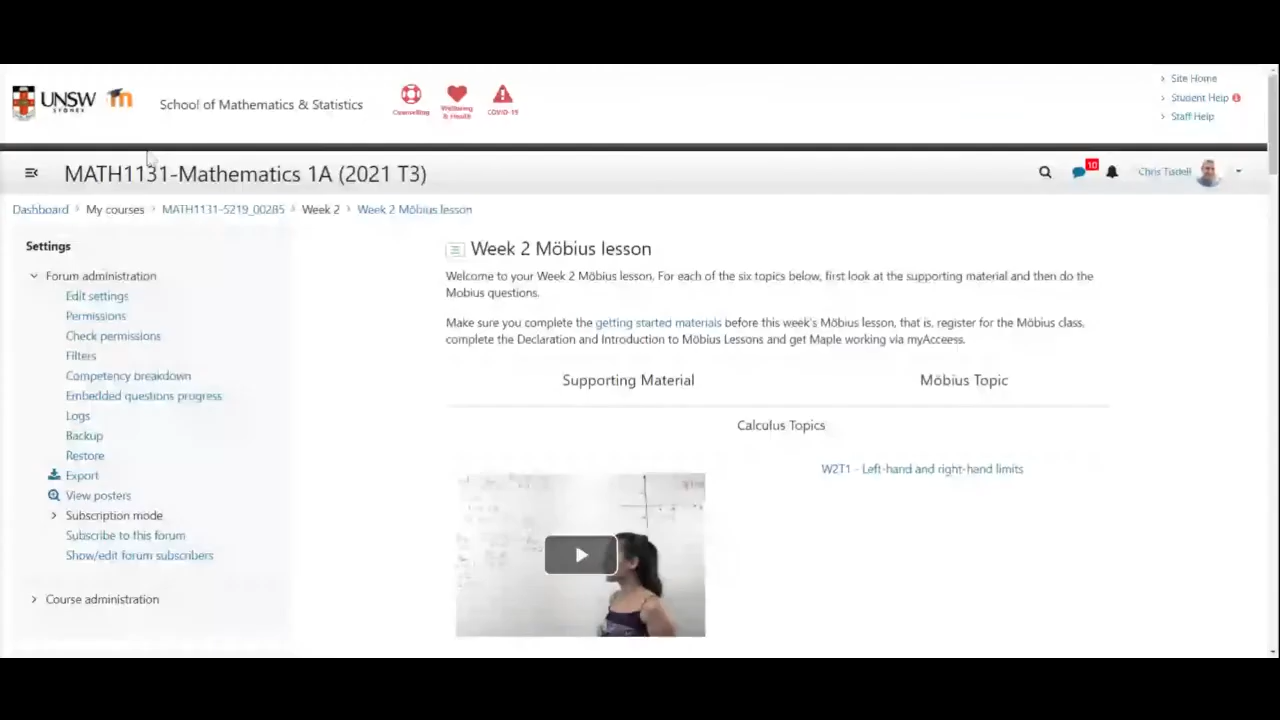 UNSW
SYDNEY
School of Mathematics & Statistics
Counselling
Wellbeing
& Health
COVID-19
Site Home
Student Help
Staff Help
MATH1131-Mathematics 1A (2021 T3)
10
Chris Tisdell
Dashboard
My courses
MATH1131-5219_00285
Week 2
Week 2 Möbius lesson
Settings
Forum administration
Edit settings
Permissions
Check permissions
Filters
Competency breakdown
Embedded questions progress
Logs
Backup
Restore
Export
View posters
Subscription mode
Subscribe to this forum
Show/edit forum subscribers
Course administration
Week 2 Möbius lesson
Welcome to your Week 2 Möbius lesson. For each of the six topics below, first look at the supporting material and then do the
Mobius questions.
Make sure you complete the getting started materials before this week's Möbius lesson, that is, register for the Möbius class,
complete the Declaration and Introduction to Möbius Lessons and get Maple working via myAcceess.
Supporting Material
Möbius Topic
Calculus Topics
W2T1 - Left-hand and right-hand limits